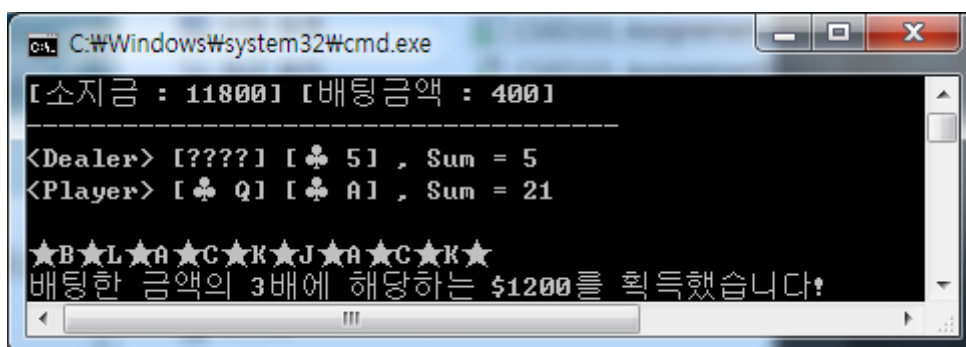 C:₩Windows₩system32₩cmd.exe
[소지금 : 11800] [배팅금액 : 400]
-------------------------------------
<Dealer> [????] [♣ 5] , Sum = 5
<Player> [♣ Q] [♣ A] , Sum = 21
★B★L★A★C★K★J★A★C★K★
배팅한 금액의 3배에 해당하는 $1200를 획득했습니다!